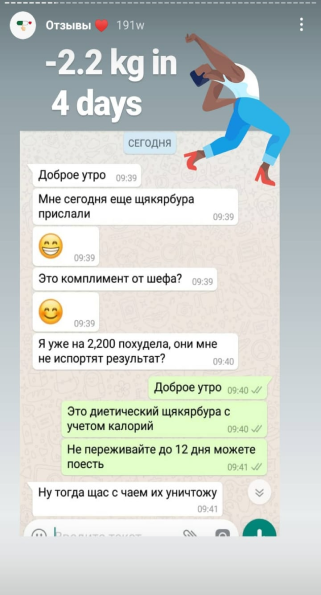 Отзывы 191w
-2.2 kg in
4 days
СЕГОДНЯ
Доброе утро 09:39
Мне сегодня еще щякярбура
прислали 09:39
09:39
Это комплимент от шефа? 09:39
09:39
Я уже на 2,200 похудела, они мне
не испортят результат? 09:40
Доброе утро 09:40
Это диетический щякярбура с
учетом калорий 09:40
Не переживайте до 12 дня можете
поесть 09:41
Ну тогда щас с чаем их уничтожу
09:41